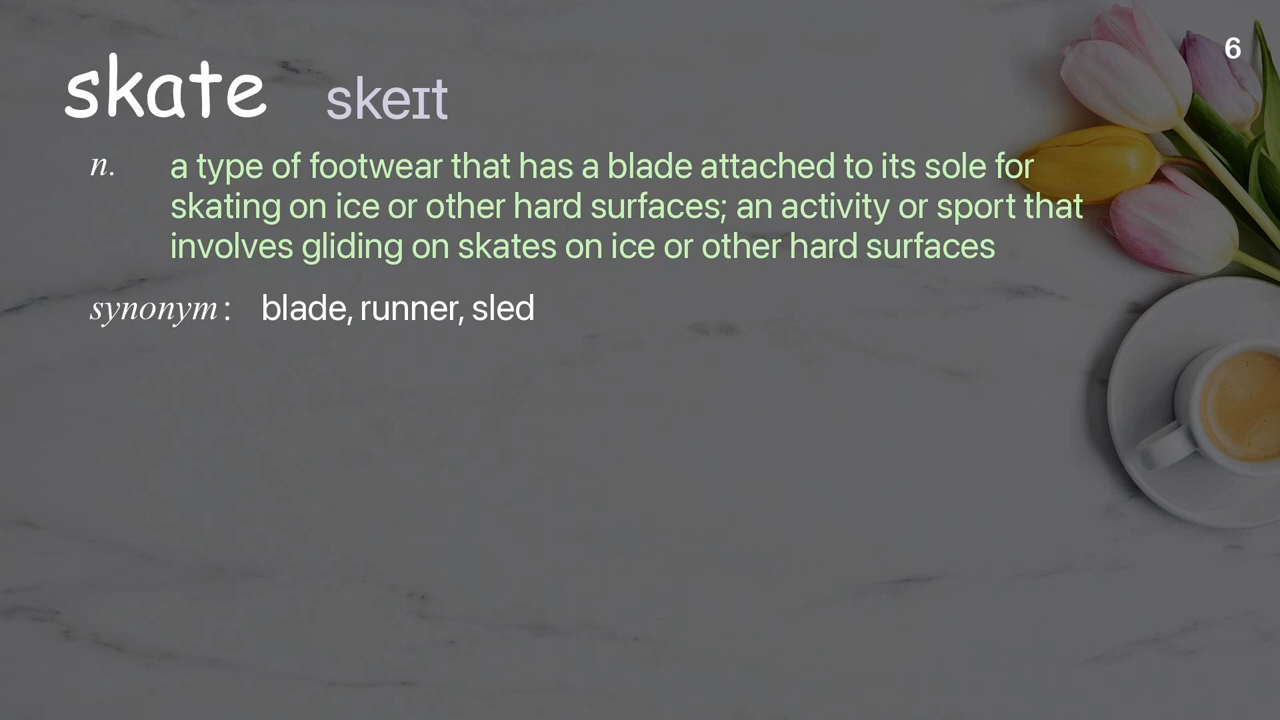 6
skate skeɪt
n. a type of footwear that has a blade attached to its sole for
skating on ice or other hard surfaces; an activity or sport that
involves gliding on skates on ice or other hard surfaces
synonym: blade, runner, sled